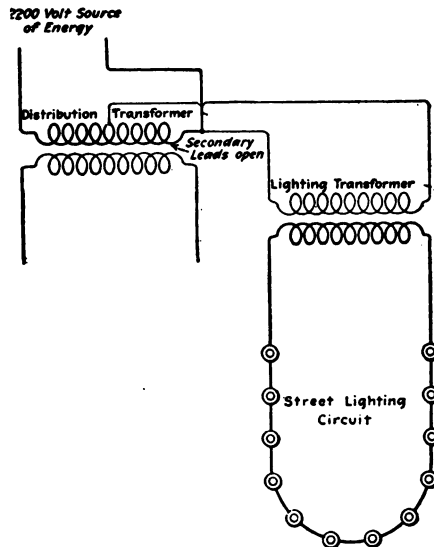 2200 Volt Source
of Energy
Distribution Transformer
Secondary
Leads open
Lighting Transformer
Street Lighting
Circuit